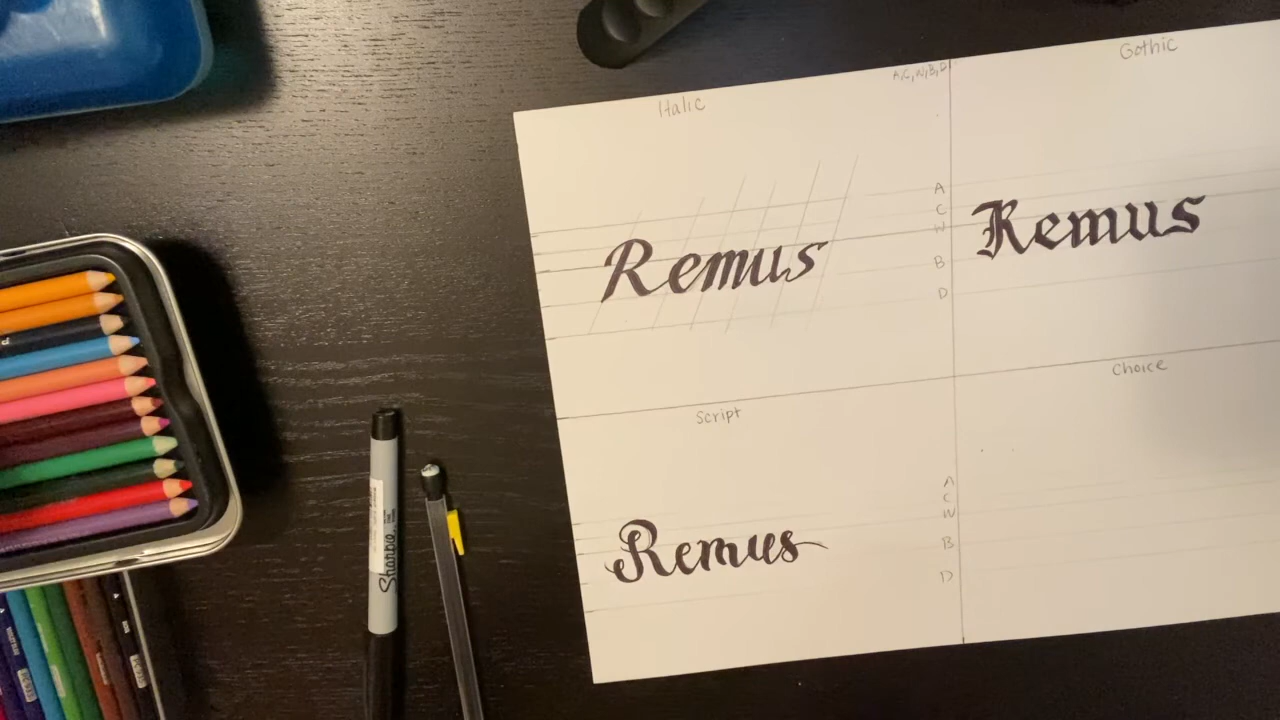 Italic
Gothic
A,C,W,B,D
A
C
W
B
D
Remus
Remus
Script
Choice
A
C
W
B
D
Remus
Sharpie